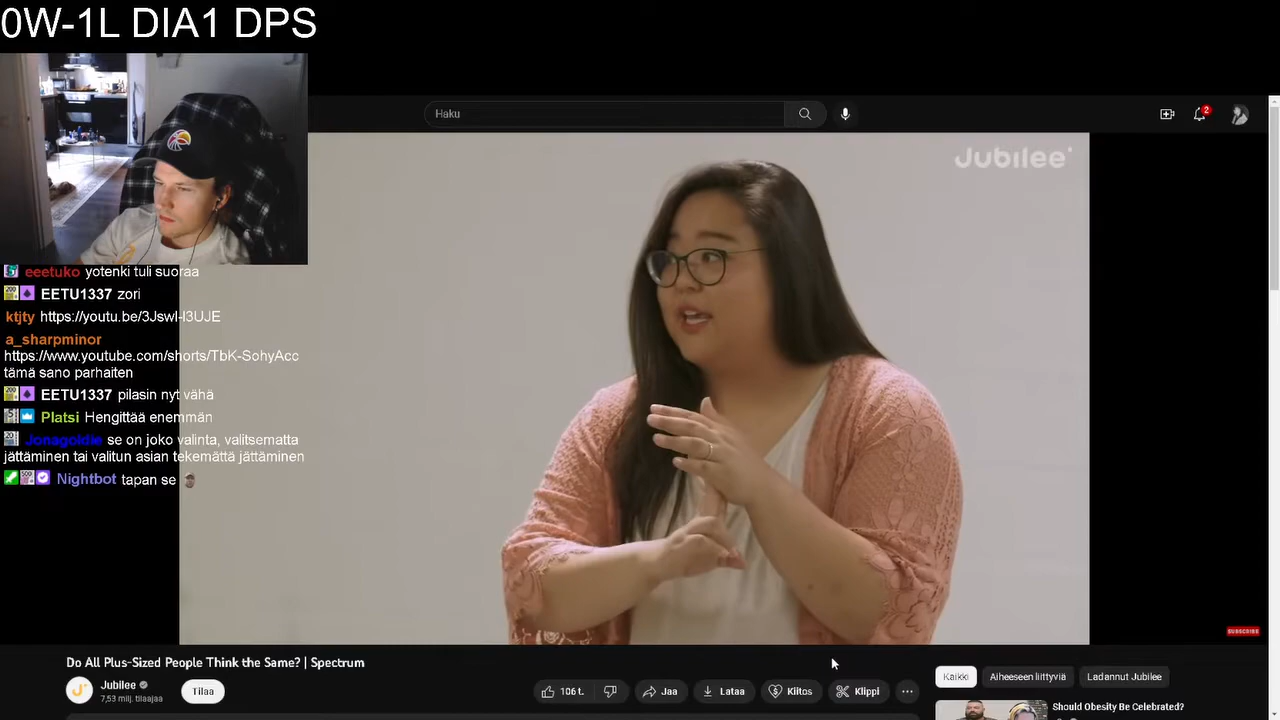 0W-1L DIA1 DPS
Haku
2
Jubilee
eeetuko yotenki tuli suoraa
EETU1337 zori
ktjty https://youtu.be/3Jswl-l3UJE
a_sharpminor
https://www.youtube.com/shorts/TbK-SohyAcc
tämä sano parhaiten
EETU1337 pilasin nyt vähä
Platsi Hengittää enemmän
Jonagoldie se on joko valinta, valitsematta
jättäminen tai valitun asian tekemättä jättäminen
Nightbot tapan se
SUBSCRIBE
Do All Plus-Sized People Think the Same? | Spectrum
Jubilee
7,53 milj. tilaajaa
Tilaa
106 t.
Jaa
Lataa
Kiitos
Klippi
Kaikki
Aiheeseen liittyviä
Ladannut Jubilee
Should Obesity Be Celebrated?